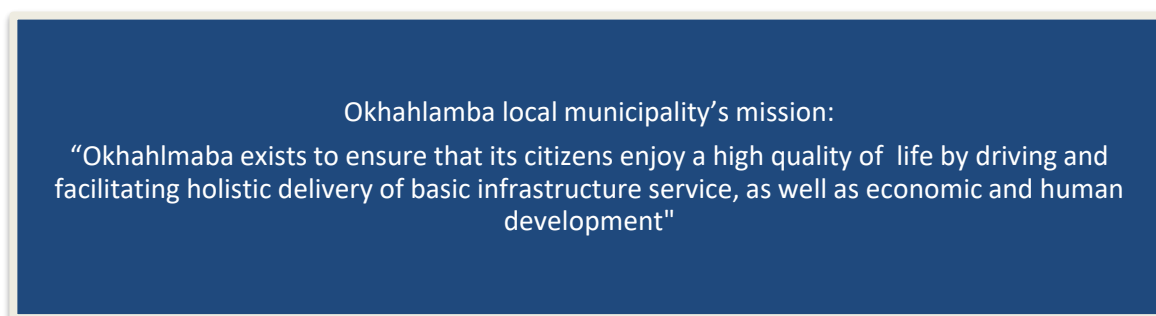 Okhahlamba local municipality’s mission:
“Okhahlmaba exists to ensure that its citizens enjoy a high quality of  life by driving and
facilitating holistic delivery of basic infrastructure service, as well as economic and human
development"